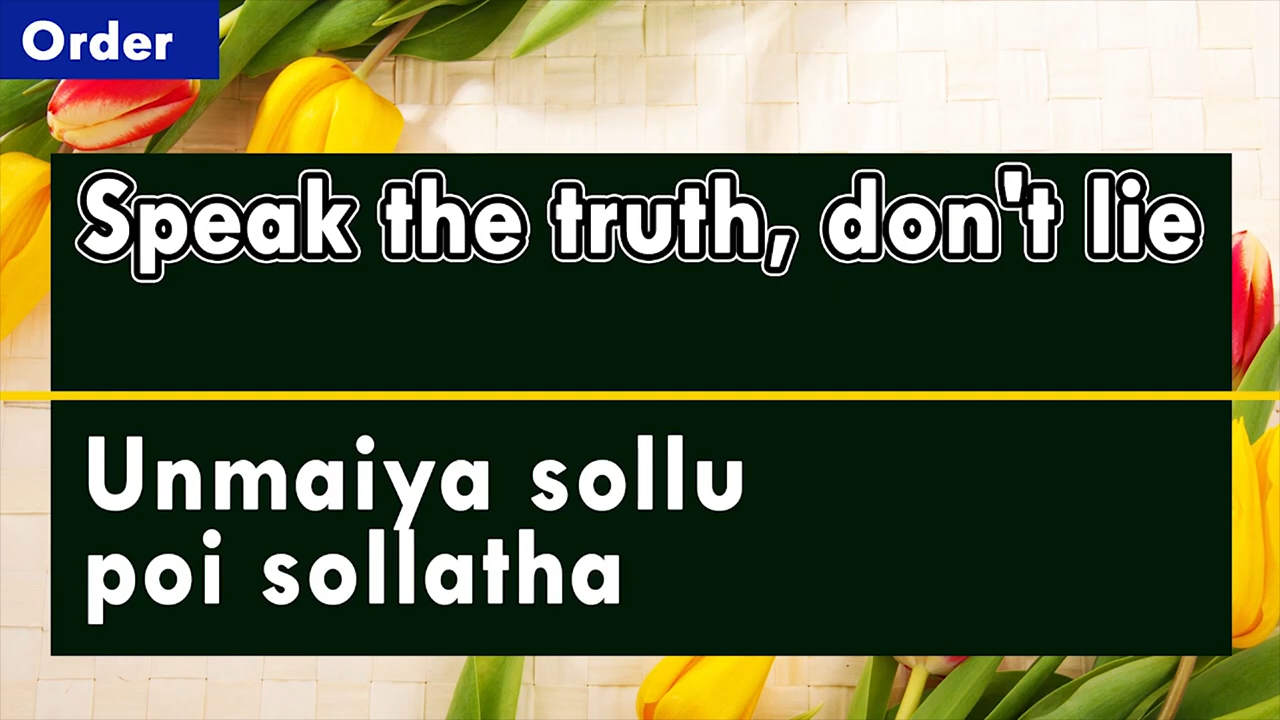 Order
Speak the truth, don't lie
Unmaiya sollu
poi sollatha